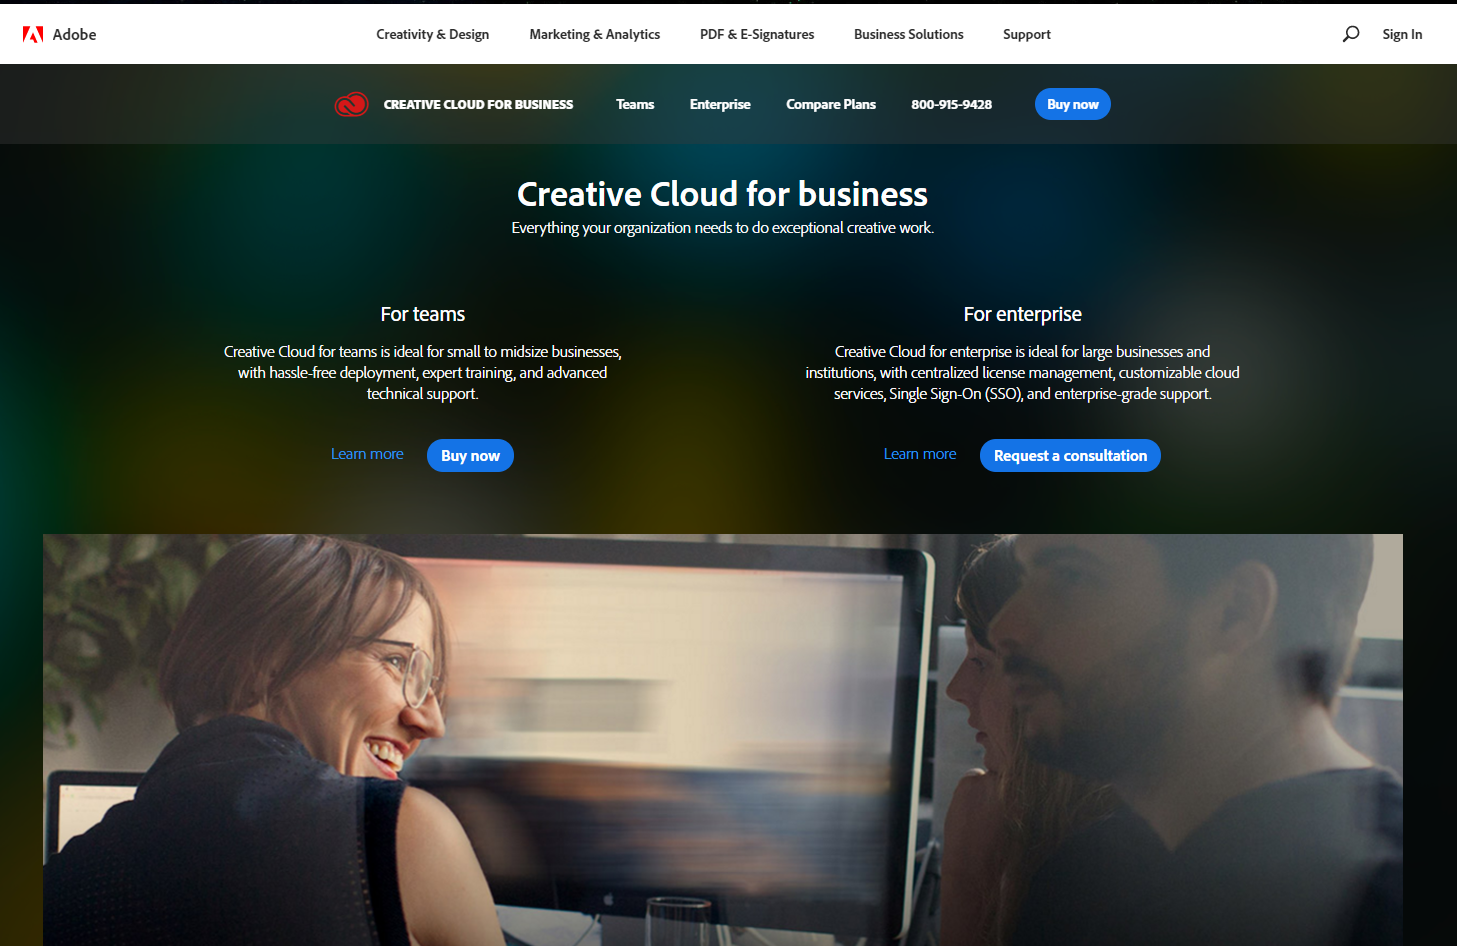 Adobe
Creativity & Design
Marketing & Analytics
PDF & E-Signatures
Business Solutions
Support
Sign In
CREATIVE CLOUD FOR BUSINESS
Teams
Enterprise
Compare Plans
800-915-9428
Buy now
Creative Cloud for business
Everything your organization needs to do exceptional creative work.
For teams
Creative Cloud for teams is ideal for small to midsize businesses,
with hassle-free deployment, expert training, and advanced
technical support.
Learn more
Buy now
For enterprise
Creative Cloud for enterprise is ideal for large businesses and
institutions, with centralized license management, customizable cloud
services, Single Sign-On (SSO), and enterprise-grade support.
Learn more
Request a consultation